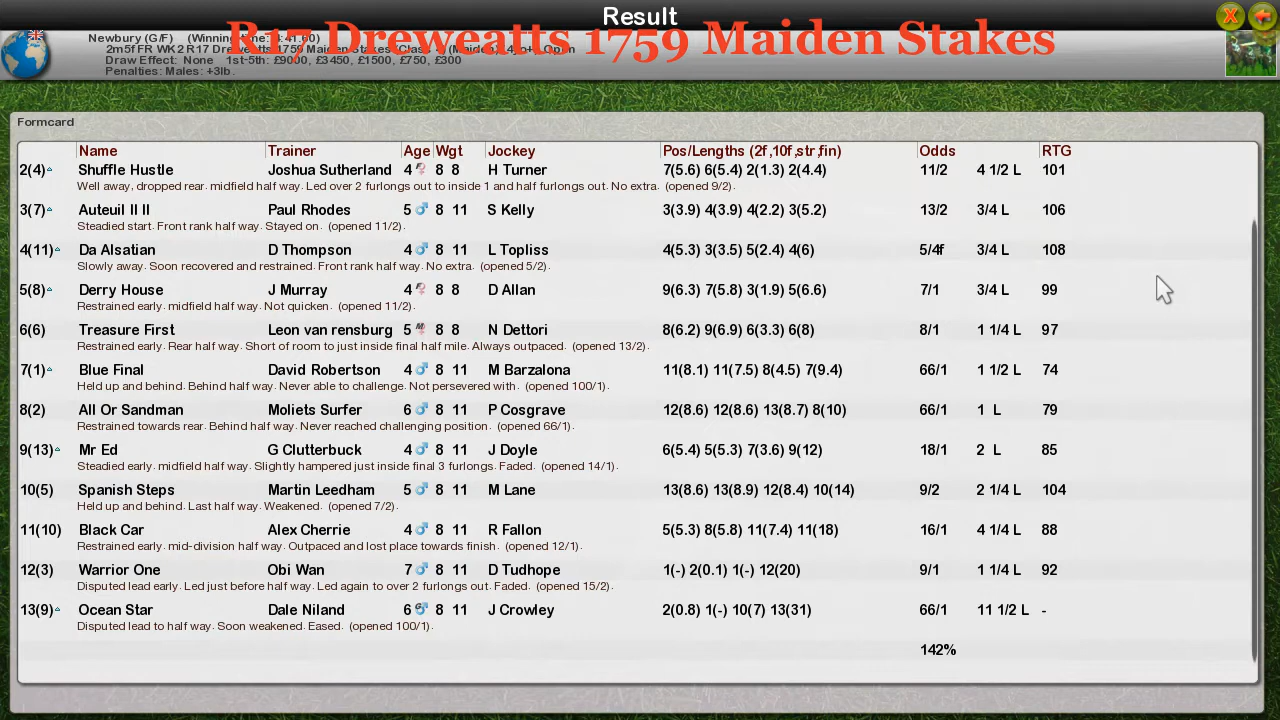 Result
R17 Dreweatts 1759 Maiden Stakes
Newbury (G/F) (Winning
2m5f FR WK2 R17 Dreweatts 1759 Maiden Stakes
Draw Effect: None 1st-5th: £9000, £3450, £1500, £750, £300
Penalties: Males: +3lb.
Formcard
Name Trainer Age Wgt Jockey Pos/Lengths (2f,10f,str,fin) Odds RTG
2(4) Shuffle Hustle Joshua Sutherland 4 8 8 H Turner 7(5.6) 6(5.4) 2(1.3) 2(4.4) 11/2 4 1/2 L 101
Well away, dropped rear. midfield half way. Led over 2 furlongs out to inside 1 and half furlongs out. No extra. (opened 9/2).
3(7) Auteuil II II Paul Rhodes 5 8 11 S Kelly 3(3.9) 4(3.9) 4(2.2) 3(5.2) 13/2 3/4 L 106
Steadied start. Front rank half way. Stayed on. (opened 11/2).
4(11) Da Alsatian D Thompson 4 8 11 L Topliss 4(5.3) 3(3.5) 5(2.4) 4(6) 5/4f 3/4 L 108
Slowly away. Soon recovered and restrained. Front rank half way. No extra. (opened 5/2).
5(8) Derry House J Murray 4 8 8 D Allan 9(6.3) 7(5.8) 3(1.9) 5(6.6) 7/1 3/4 L 99
Restrained early. midfield half way. Not quicken. (opened 11/2).
6(6) Treasure First Leon van rensburg 5 8 8 N Dettori 8(6.2) 9(6.9) 6(3.3) 6(8) 8/1 1 1/4 L 97
Restrained early. Rear half way. Short of room to just inside final half mile. Always outpaced. (opened 13/2).
7(1) Blue Final David Robertson 4 8 11 M Barzalona 11(8.1) 11(7.5) 8(4.5) 7(9.4) 66/1 1 1/2 L 74
Held up and behind. Behind half way. Never able to challenge. Not persevered with. (opened 100/1).
8(2) All Or Sandman Moliets Surfer 6 8 11 P Cosgrave 12(8.6) 12(8.6) 13(8.7) 8(10) 66/1 1 L 79
Restrained towards rear. Behind half way. Never reached challenging position. (opened 66/1).
9(13) Mr Ed G Clutterbuck 4 8 11 J Doyle 6(5.4) 5(5.3) 7(3.6) 9(12) 18/1 2 L 85
Steadied early. midfield half way. Slightly hampered just inside final 3 furlongs. Faded. (opened 14/1).
10(5) Spanish Steps Martin Leedham 5 8 11 M Lane 13(8.6) 13(8.9) 12(8.4) 10(14) 9/2 2 1/4 L 104
Held up and behind. Last half way. Weakened. (opened 7/2).
11(10) Black Car Alex Cherrie 4 8 11 R Fallon 5(5.3) 8(5.8) 11(7.4) 11(18) 16/1 4 1/4 L 88
Restrained early. mid-division half way. Outpaced and lost place towards finish. (opened 12/1).
12(3) Warrior One Obi Wan 7 8 11 D Tudhope 1(-) 2(0.1) 1(-) 12(20) 9/1 1 1/4 L 92
Disputed lead early. Led just before half way. Led again to over 2 furlongs out. Faded. (opened 15/2).
13(9) Ocean Star Dale Niland 6 8 11 J Crowley 2(0.8) 1(-) 10(7) 13(31) 66/1 11 1/2 L -
Disputed lead to half way. Soon weakened. Eased. (opened 100/1).
142%